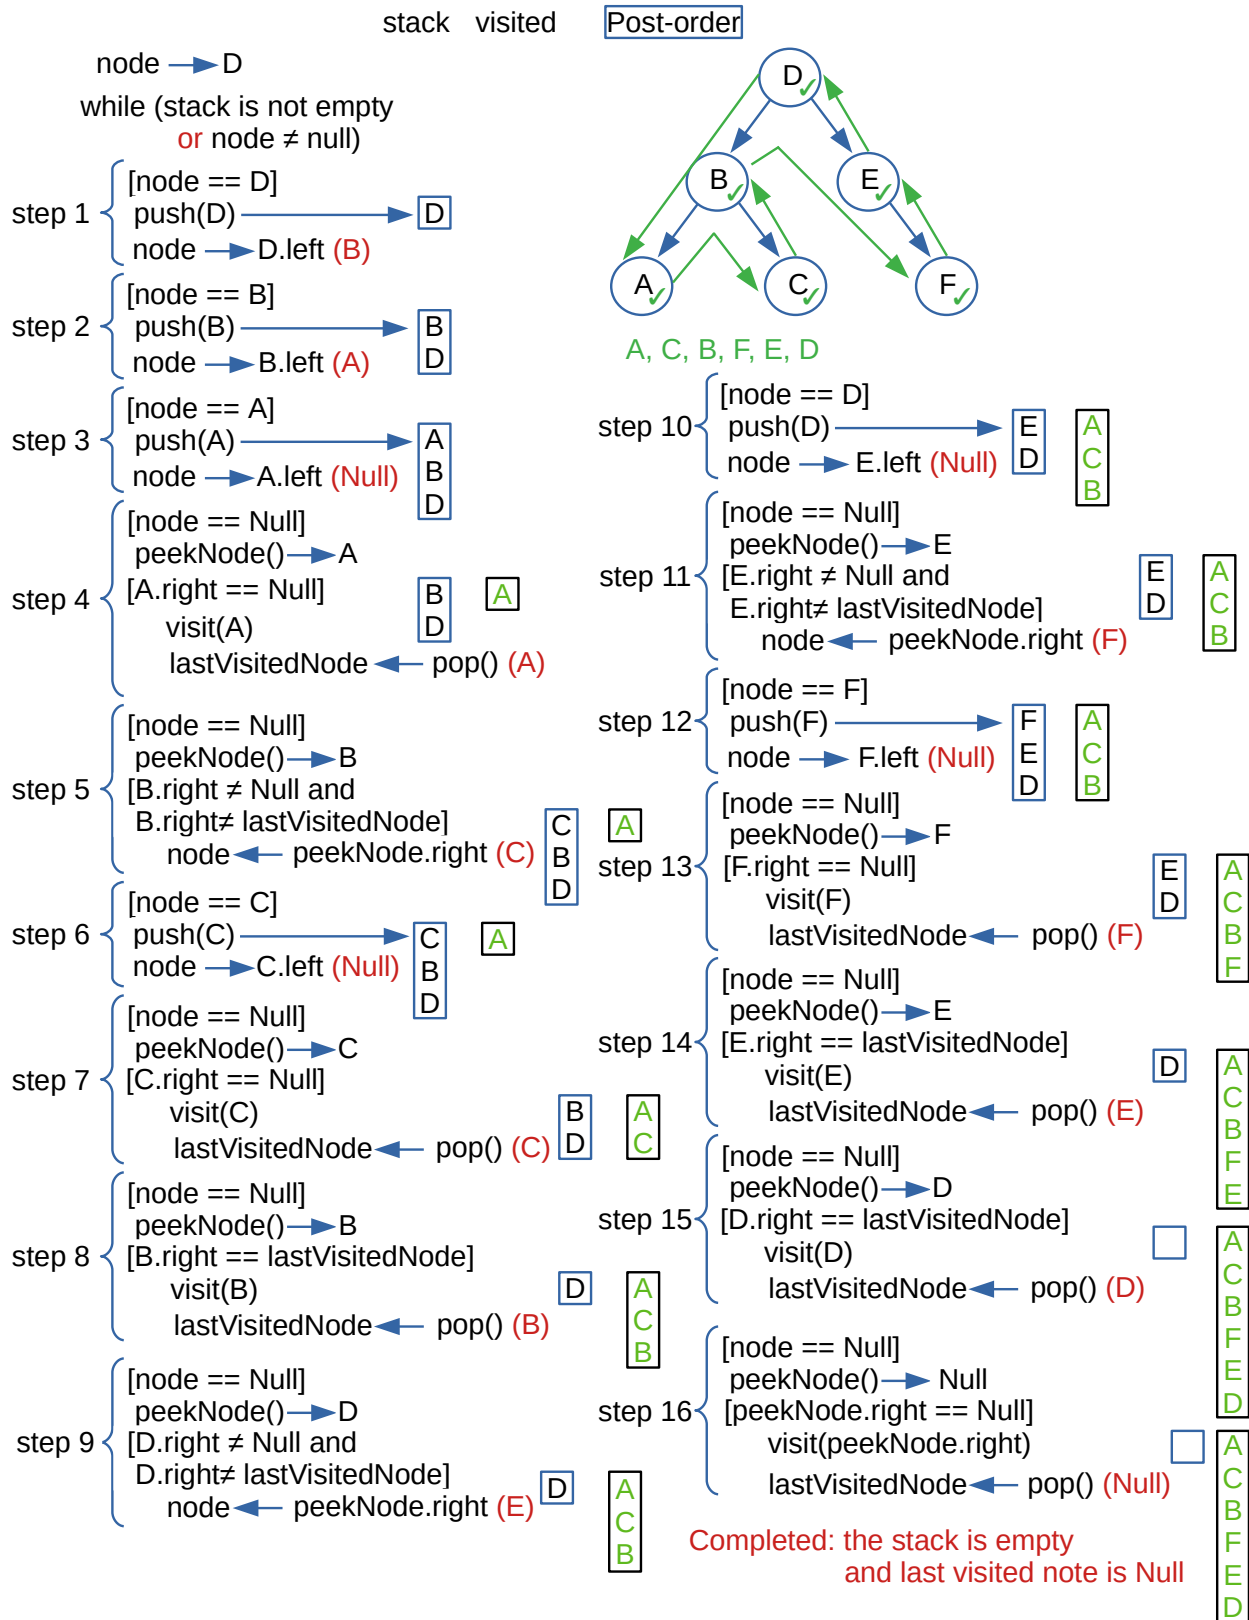 stack visited Post-order
node D
while (stack is not empty
or node ≠ null)
D
B
E
A
C
F
A, C, B, F, E, D
step 1
[node == D]
push(D)
D
node D.left (B)
step 2
[node == B]
push(B)
B
D
node B.left (A)
step 3
[node == A]
push(A)
A
B
D
node A.left (Null)
step 4
[node == Null]
peekNode() A
[A.right == Null]
visit(A)
lastVisitedNode pop() (A)
B
D
A
step 5
[node == Null]
peekNode() B
[B.right ≠ Null and
B.right≠ lastVisitedNode]
node peekNode.right (C)
C
B
D
A
step 6
[node == C]
push(C)
node C.left (Null)
C
B
D
A
step 7
[node == Null]
peekNode() C
[C.right == Null]
visit(C)
lastVisitedNode pop() (C)
B
D
A
C
step 8
[node == Null]
peekNode() B
[B.right == lastVisitedNode]
visit(B)
lastVisitedNode pop() (B)
D
A
C
B
step 9
[node == Null]
peekNode() D
[D.right ≠ Null and
D.right≠ lastVisitedNode]
node peekNode.right (E)
D
A
C
B
step 10
[node == D]
push(D)
node E.left (Null)
E
D
A
C
B
step 11
[node == Null]
peekNode() E
[E.right ≠ Null and
E.right≠ lastVisitedNode]
node peekNode.right (F)
E
D
A
C
B
step 12
[node == F]
push(F)
node F.left (Null)
F
E
D
A
C
B
step 13
[node == Null]
peekNode() F
[F.right == Null]
visit(F)
lastVisitedNode pop() (F)
E
D
A
C
B
F
step 14
[node == Null]
peekNode() E
[E.right == lastVisitedNode]
visit(E)
lastVisitedNode pop() (E)
D
A
C
B
F
E
step 15
[node == Null]
peekNode() D
[D.right == lastVisitedNode]
visit(D)
lastVisitedNode pop() (D)
A
C
B
F
E
D
step 16
[node == Null]
peekNode() Null
[peekNode.right == Null]
visit(peekNode.right)
lastVisitedNode pop() (Null)
A
C
B
F
E
D
Completed: the stack is empty
and last visited note is Null